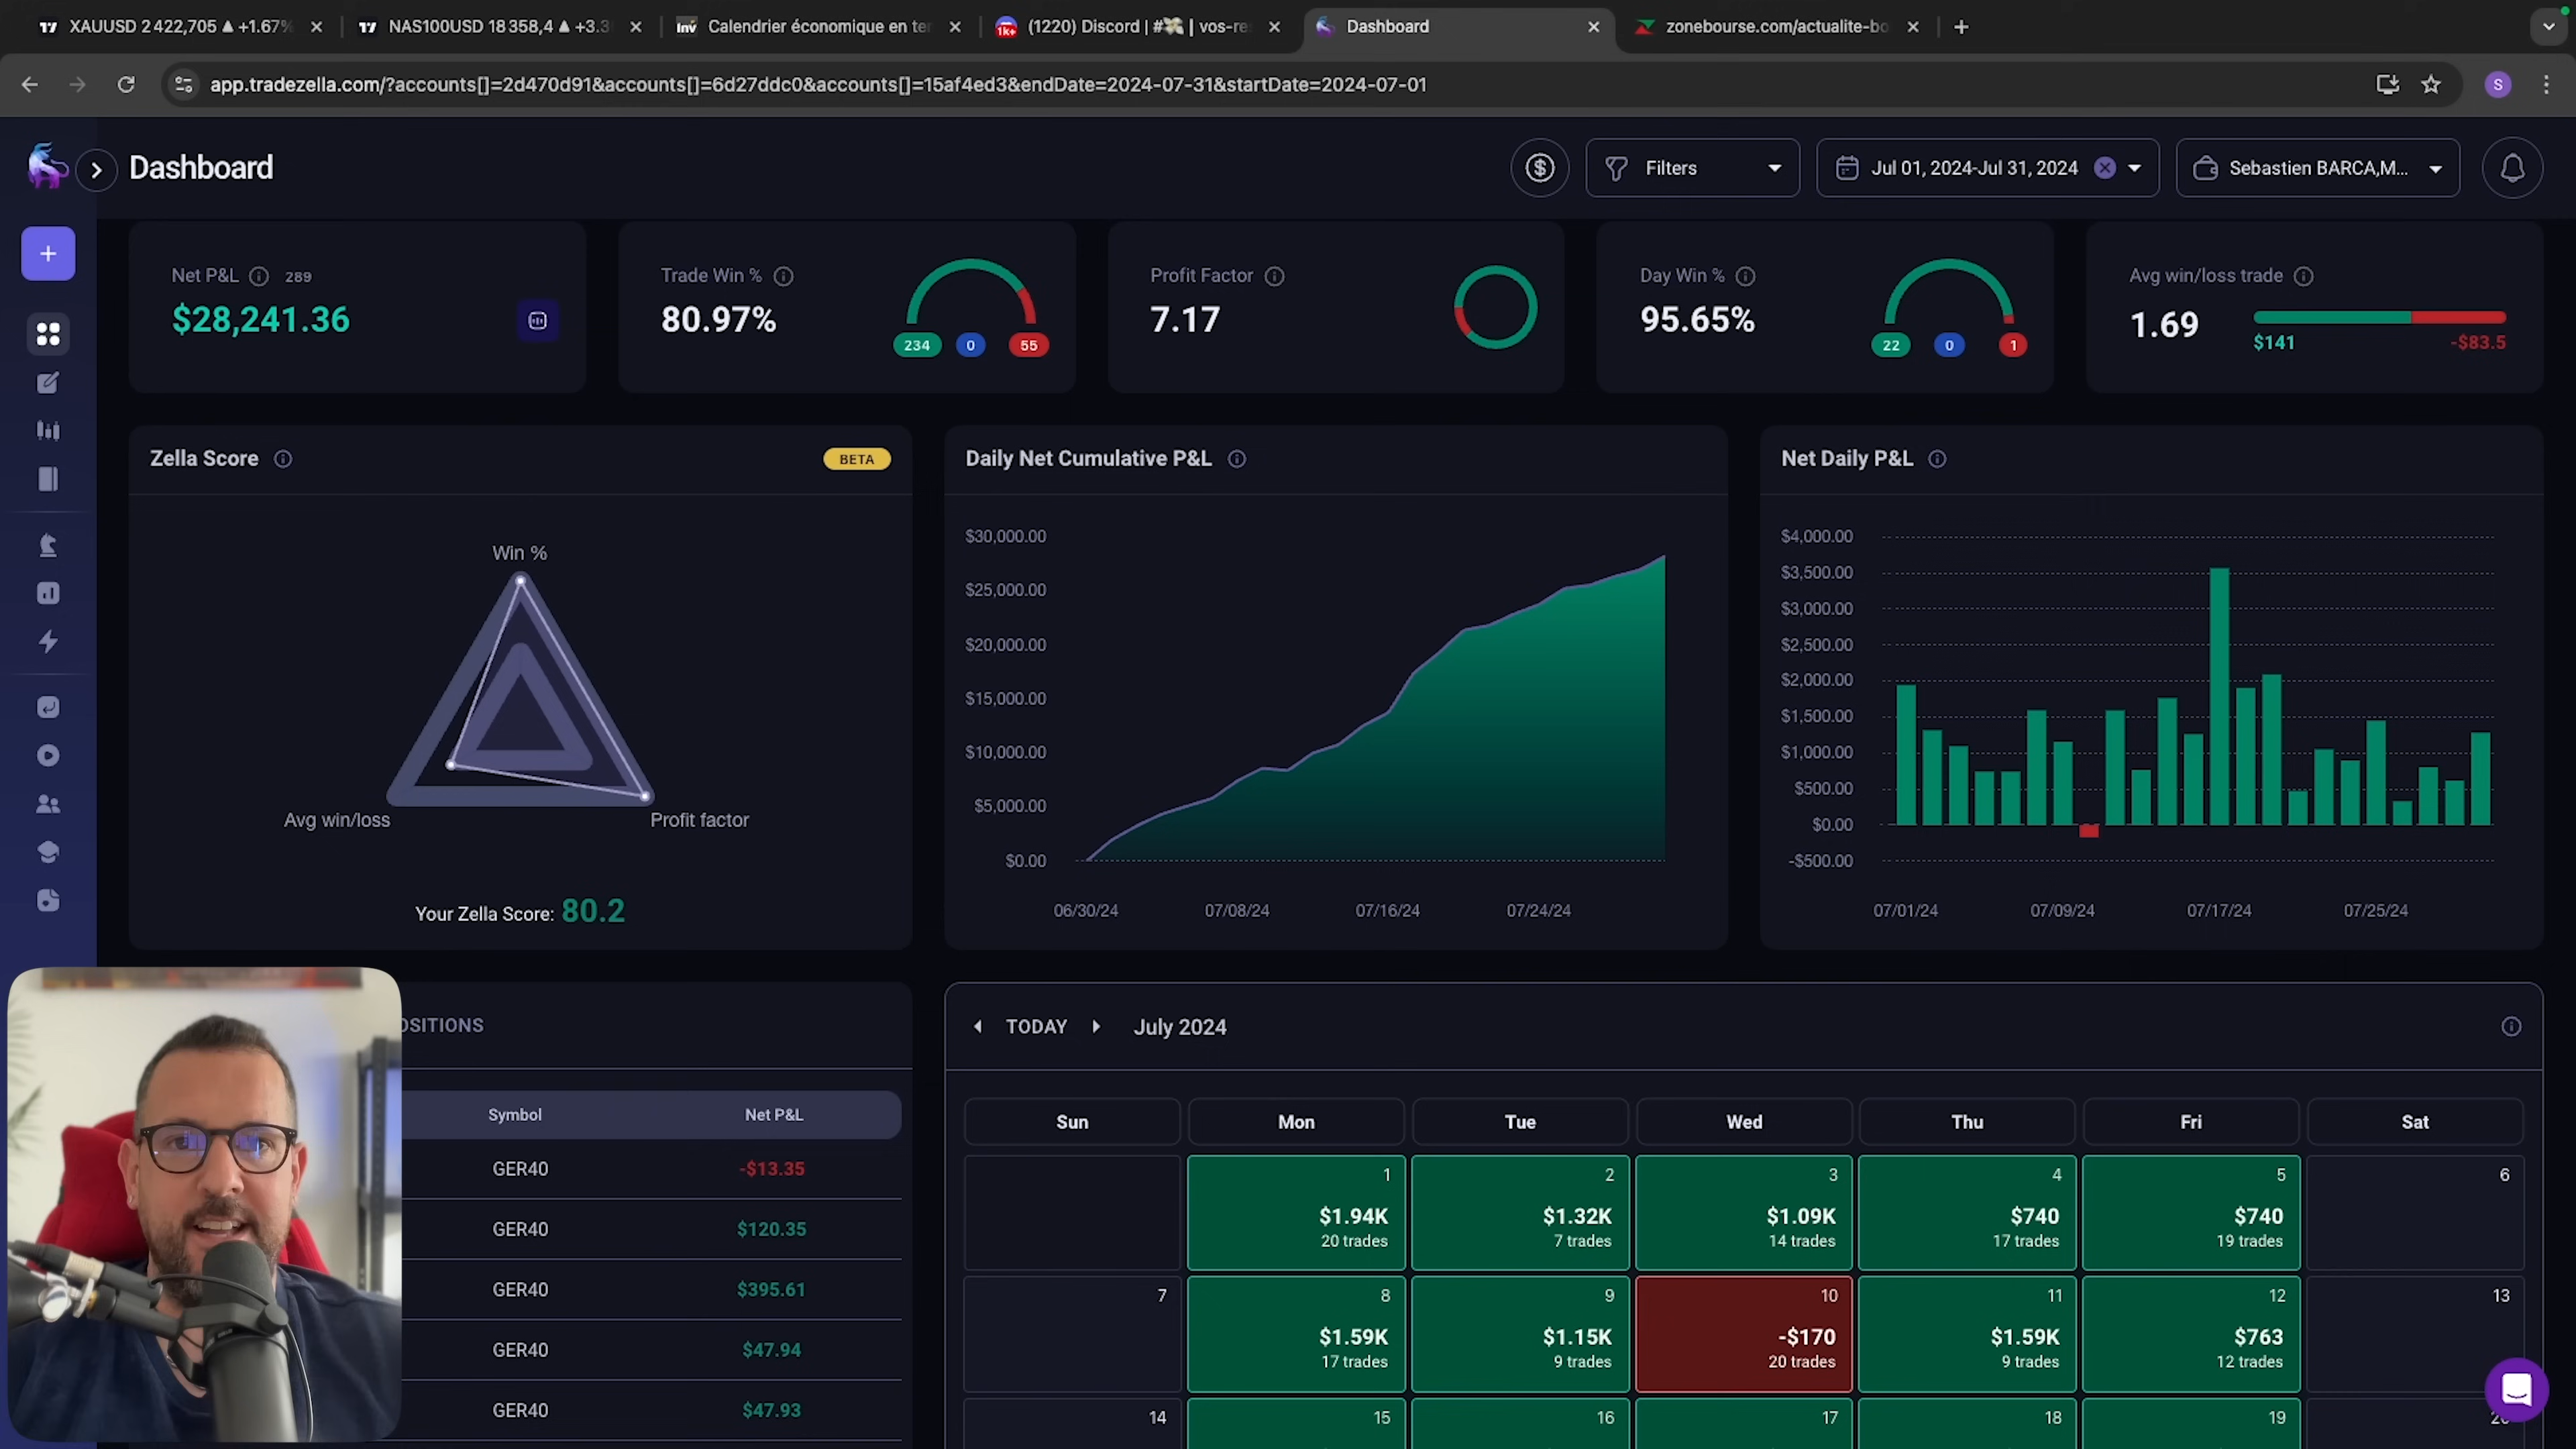 XAUUSD 2 422,705 ▲ +1.67%
NAS100USD 18 358,4 ▲ +3.3
Calendrier économique en te
(1220) Discord | #💸 | vos-re
Dashboard
zonebourse.com/actualite-bo
app.tradezella.com/?accounts[]=2d470d91&accounts[]=6d27ddc0&accounts[]=15af4ed3&endDate=2024-07-31&startDate=2024-07-01
S
Dashboard
Filters
Jul 01, 2024-Jul 31, 2024
Sebastien BARCA,M...
Net P&L 289
$28,241.36
Trade Win %
80.97%
234 0 55
Profit Factor
7.17
Day Win %
95.65%
22 0 1
Avg win/loss trade
1.69
$141 -$83.5
Zella Score
BETA
Win %
Avg win/loss
Profit factor
Your Zella Score: 80.2
Daily Net Cumulative P&L
$30,000.00
$25,000.00
$20,000.00
$15,000.00
$10,000.00
$5,000.00
$0.00
06/30/24 07/08/24 07/16/24 07/24/24
Net Daily P&L
$4,000.00
$3,500.00
$3,000.00
$2,500.00
$2,000.00
$1,500.00
$1,000.00
$500.00
$0.00
-$500.00
07/01/24 07/09/24 07/17/24 07/25/24
OSITIONS
Symbol Net P&L
GER40 -$13.35
GER40 $120.35
GER40 $395.61
GER40 $47.94
GER40 $47.93
TODAY July 2024
Sun Mon Tue Wed Thu Fri Sat
1 2 3 4 5 6
$1.94K $1.32K $1.09K $740 $740
20 trades 7 trades 14 trades 17 trades 19 trades
7 8 9 10 11 12 13
$1.59K $1.15K -$170 $1.59K $763
17 trades 9 trades 20 trades 9 trades 12 trades
14 15 16 17 18 19